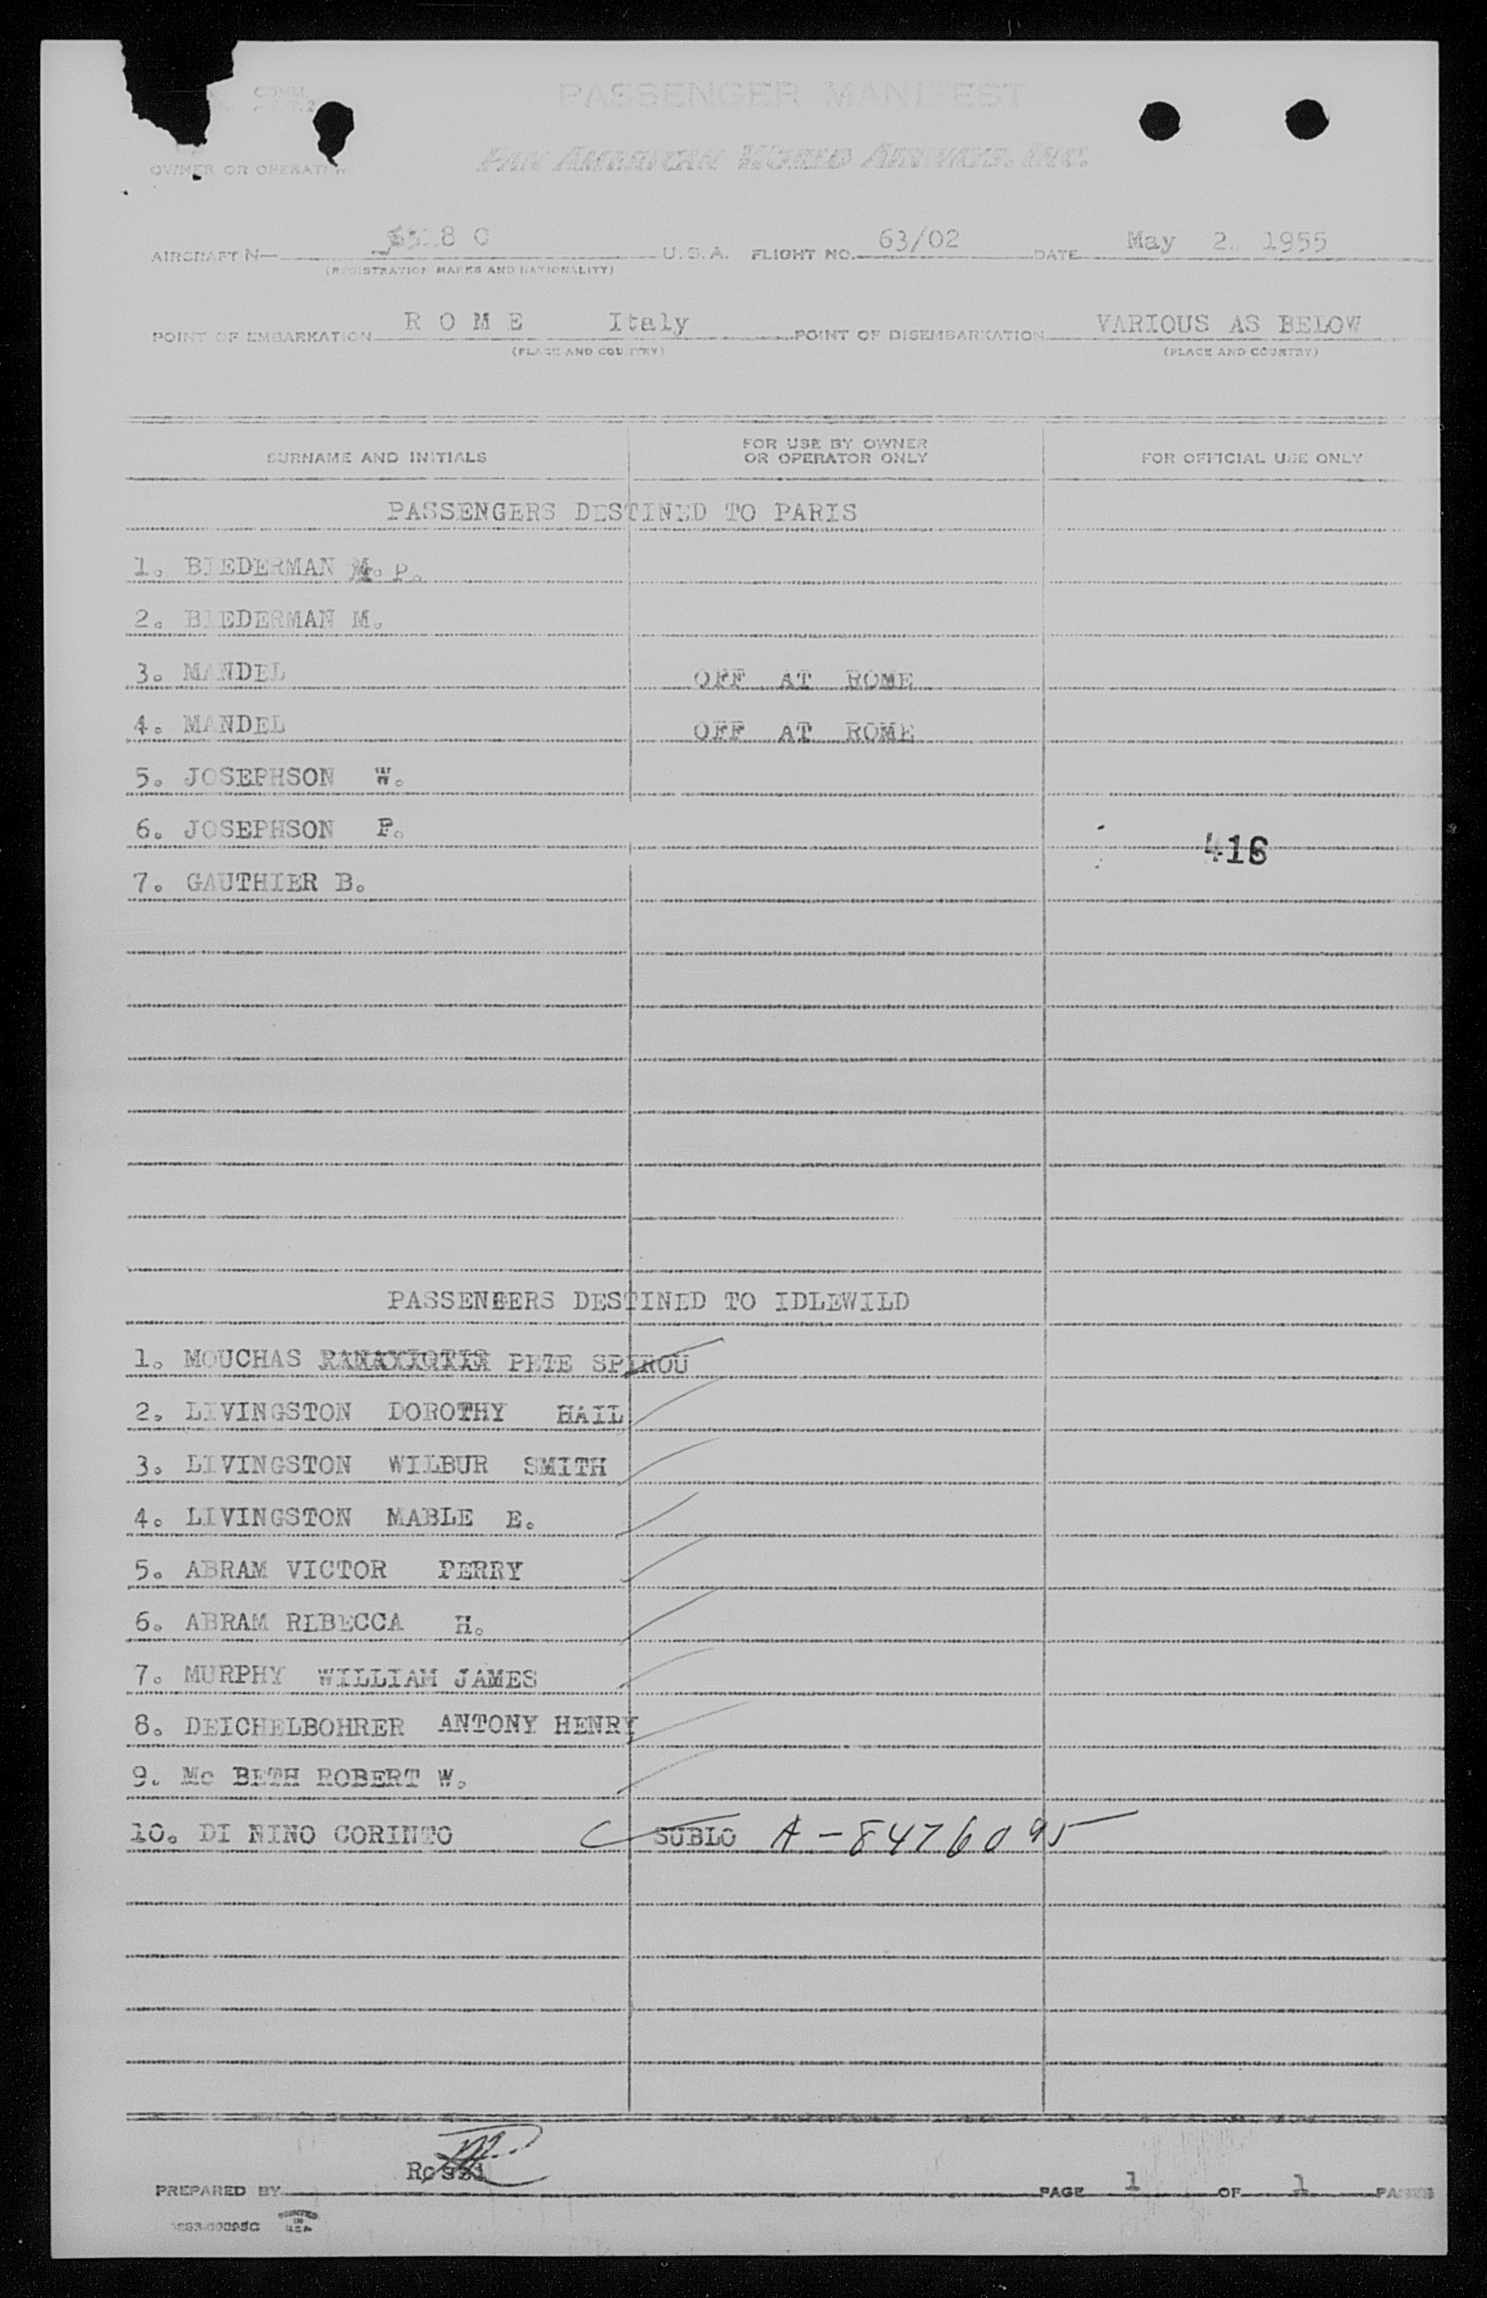 PASSENGER MANIFEST
OWNER OR OPERATOR
PAN AMERICAN WORLD AIRWAYS, INC.
AIRCRAFT N— U.S.A. FLIGHT NO. 63/02 DATE May 2. 1955
(REGISTRATION MARKS AND NATIONALITY)
POINT OF EMBARKATION R O M E Italy POINT OF DISEMBARKATION VARIOUS AS BELOW
(PLACE AND COUNTRY) (PLACE AND COUNTRY)
SURNAME AND INITIALS FOR USE BY OWNER OR OPERATOR ONLY FOR OFFICIAL USE ONLY
PASSENGERS DESTINED TO PARIS
1. BIEDERMAN M. P.
2. BIEDERMAN M.
3. MANDEL OFF AT ROME
4. MANDEL OFF AT ROME
5. JOSEPHSON W.
6. JOSEPHSON P.
416
7. GAUTHIER B.
PASSENGERS DESTINED TO IDLEWILD
1. MOUCHAS PETE SPIROU
2. LIVINGSTON DOROTHY HAIL
3. LIVINGSTON WILBUR SMITH
4. LIVINGSTON MABLE E.
5. ABRAM VICTOR PERRY
6. ABRAM REBECCA H.
7. MURPHY WILLIAM JAMES
8. DEICHELBOHRER ANTONY HENRY
9. Mc BETH ROBERT W.
10. DI NINO CORINTO SUBLO A-8476095
PREPARED BY Rossi PAGE 1 OF 1
PRINTED IN U.S.A.